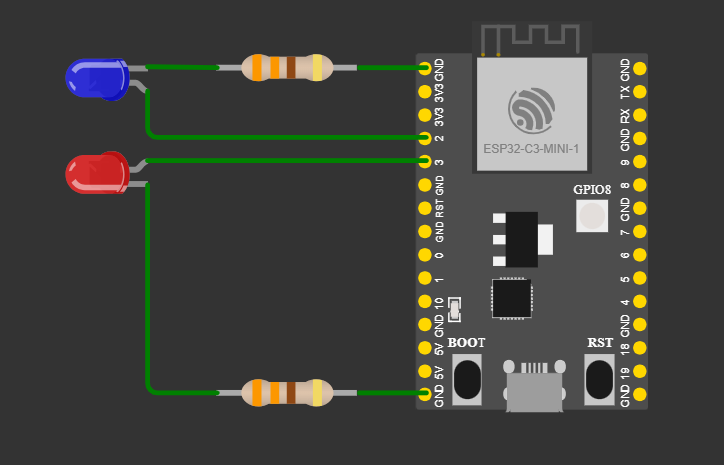 ESP32-C3-MINI-1
GPIO8
BOOT
RST
GND
3V3
3V3
2
3
GND
RST
GND
0
1
10
GND
5V
5V
GND
GND
TX
RX
GND
9
8
GND
7
6
5
4
GND
18
19
GND